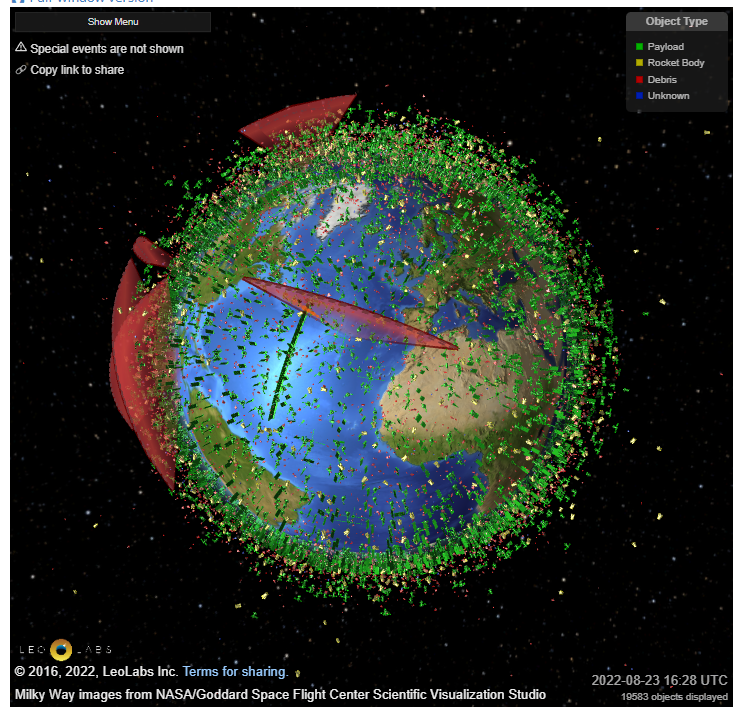 Full window version
Show Menu
Special events are not shown
Copy link to share
Object Type
Payload
Rocket Body
Debris
Unknown
LEO LABS
© 2016, 2022, LeoLabs Inc. Terms for sharing.
2022-08-23 16:28 UTC
Milky Way images from NASA/Goddard Space Flight Center Scientific Visualization Studio
19583 objects displayed